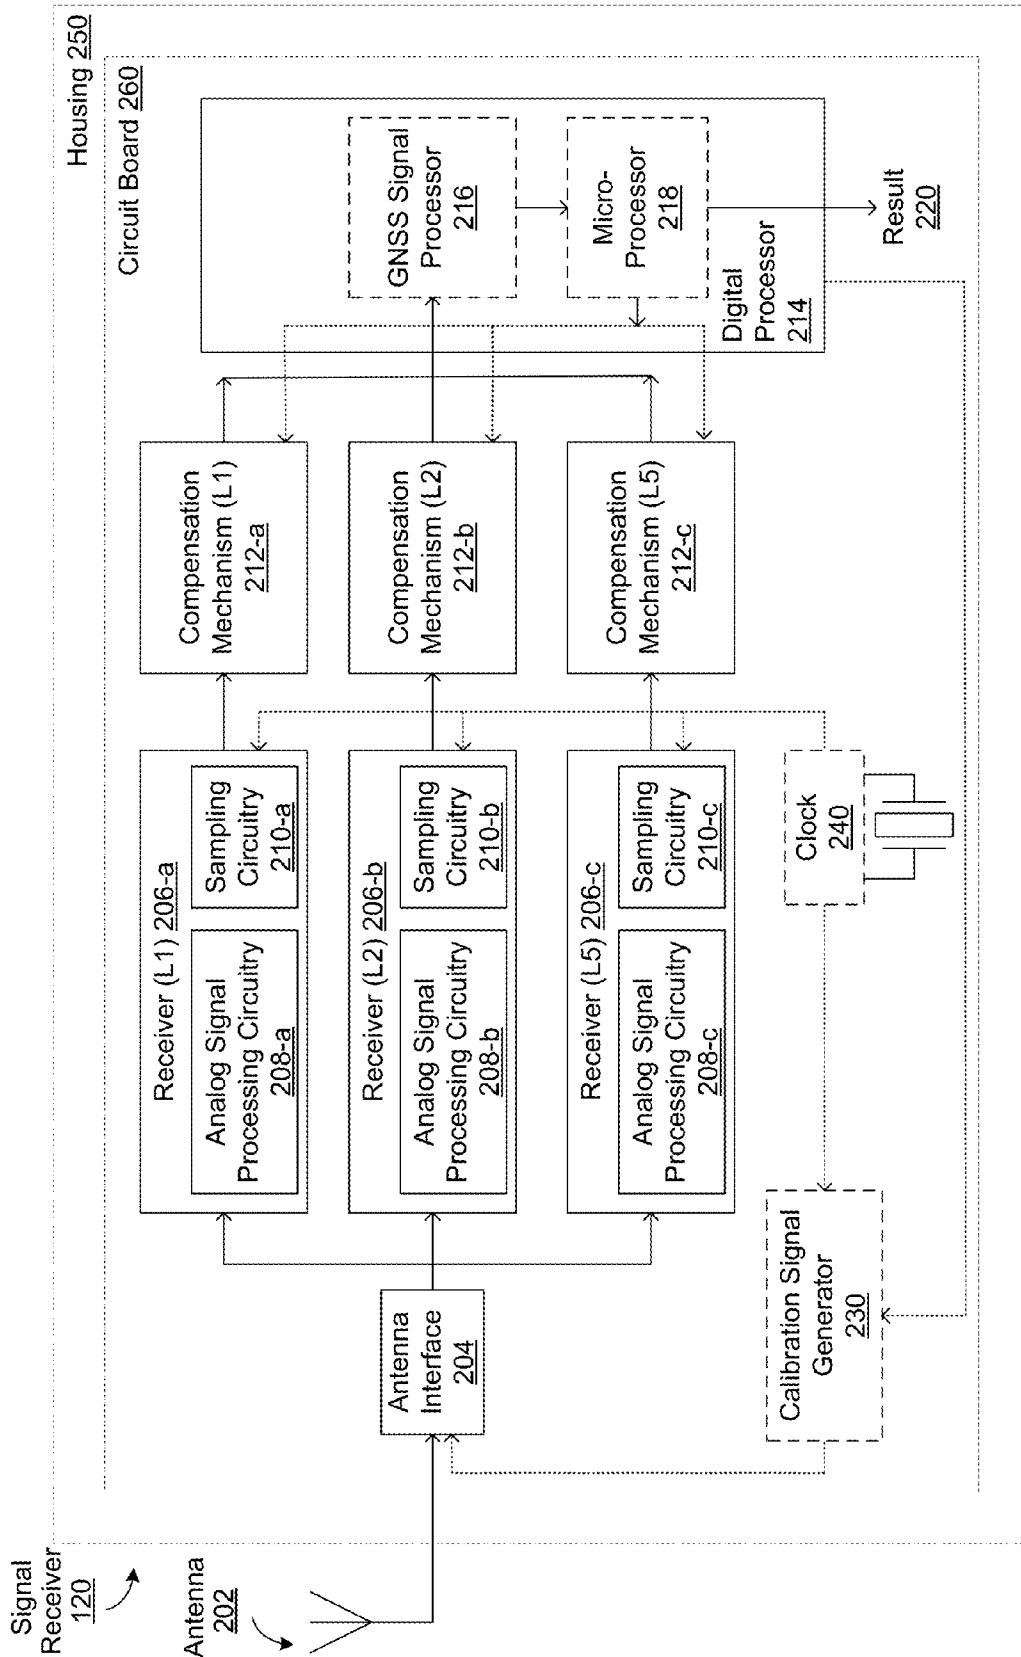 Signal
Receiver
120
Antenna
202
Housing 250
Circuit Board 260
Antenna
Interface
204
Receiver (L1) 206-a
Analog Signal
Processing Circuitry
208-a
Sampling
Circuitry
210-a
Compensation
Mechanism (L1)
212-a
Receiver (L2) 206-b
Analog Signal
Processing Circuitry
208-b
Sampling
Circuitry
210-b
Compensation
Mechanism (L2)
212-b
Receiver (L5) 206-c
Analog Signal
Processing Circuitry
208-c
Sampling
Circuitry
210-c
Compensation
Mechanism (L5)
212-c
GNSS Signal
Processor
216
Micro-
Processor
218
Digital
Processor
214
Calibration Signal
Generator
230
Clock
240
Result
220